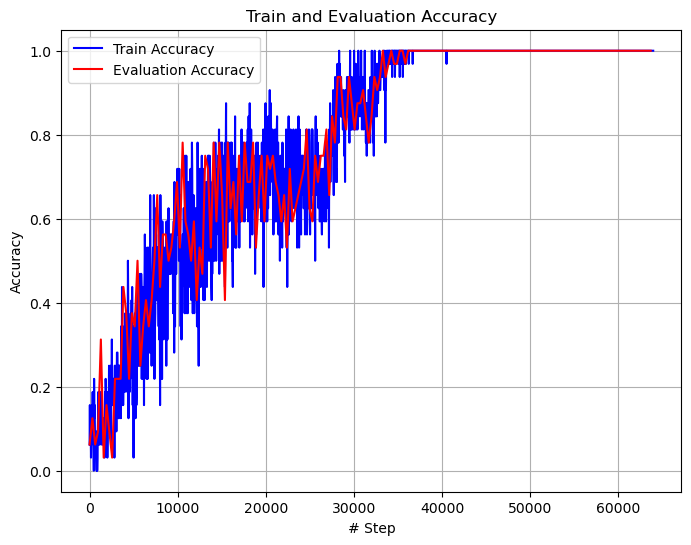 Train and Evaluation Accuracy
Train Accuracy
Evaluation Accuracy
1.0
0.8
0.6
0.4
0.2
0.0
Accuracy
0 10000 20000 30000 40000 50000 60000
# Step